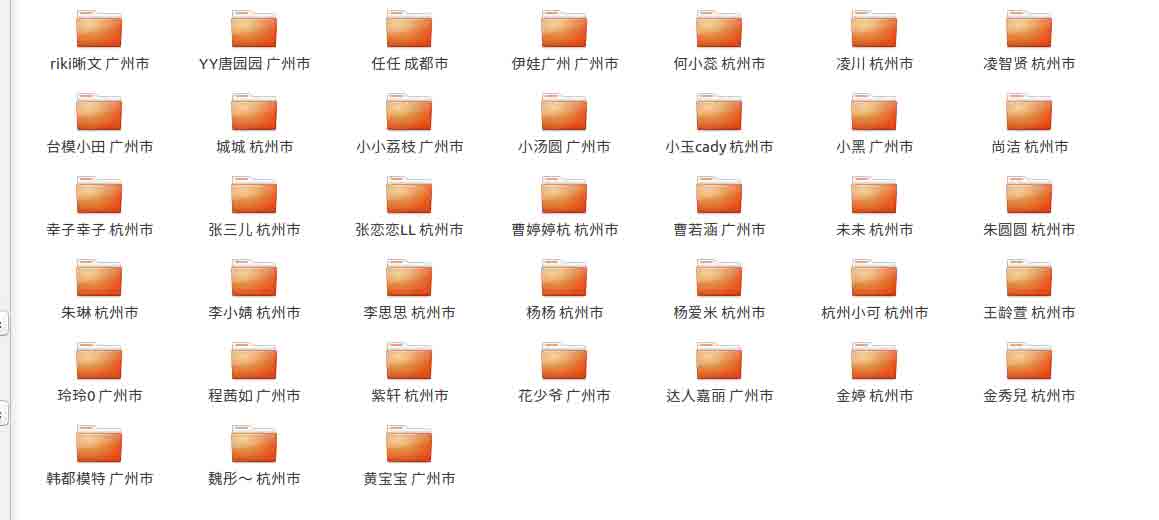 riki晰文 广州市
YY唐园园 广州市
任任 成都市
伊娃广州 广州市
何小蕊 杭州市
凌川 杭州市
凌智贤 杭州市
台模小田 广州市
城城 杭州市
小小荔枝 广州市
小汤圆 广州市
小玉cady 杭州市
小黑 广州市
尚洁 杭州市
幸子幸子 杭州市
张三儿 杭州市
张恋恋LL 杭州市
曹婷婷杭 杭州市
曹若涵 广州市
未未 杭州市
朱圆圆 杭州市
朱琳 杭州市
李小婧 杭州市
李思思 杭州市
杨杨 杭州市
杨爱米 杭州市
杭州小可 杭州市
王龄萱 杭州市
玲玲0 广州市
程茜如 广州市
紫轩 杭州市
花少爷 广州市
达人嘉丽 广州市
金婷 杭州市
金秀兒 杭州市
韩都模特 广州市
魏彤～ 杭州市
黄宝宝 广州市